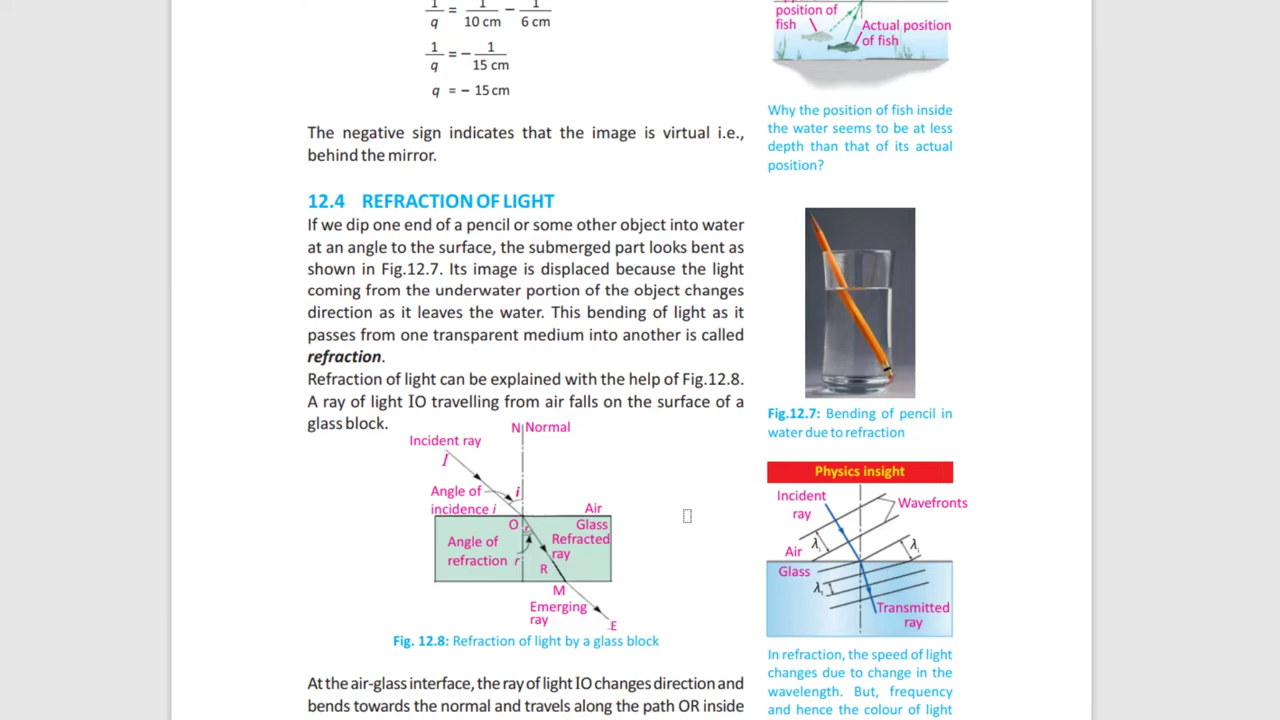 1/q = 1/10 cm − 1/6 cm
1/q = − 1/15 cm
q = − 15 cm
The negative sign indicates that the image is virtual i.e.,
behind the mirror.
12.4 REFRACTION OF LIGHT
If we dip one end of a pencil or some other object into water
at an angle to the surface, the submerged part looks bent as
shown in Fig.12.7. Its image is displaced because the light
coming from the underwater portion of the object changes
direction as it leaves the water. This bending of light as it
passes from one transparent medium into another is called
refraction.
Refraction of light can be explained with the help of Fig.12.8.
A ray of light IO travelling from air falls on the surface of a
glass block.
N Normal
Incident ray
I
Angle of
incidence i
i
Air
O r
Glass
Angle of
refraction r
Refracted
ray
R
M
Emerging
ray
E
Fig. 12.8: Refraction of light by a glass block
At the air-glass interface, the ray of light IO changes direction and
bends towards the normal and travels along the path OR inside
position of
fish
Actual position
of fish
Why the position of fish inside
the water seems to be at less
depth than that of its actual
position?
Fig.12.7: Bending of pencil in
water due to refraction
Physics insight
Incident
ray
Wavefronts
λ
λ
Air
Glass
λ
Transmitted
ray
In refraction, the speed of light
changes due to change in the
wavelength. But, frequency
and hence the colour of light